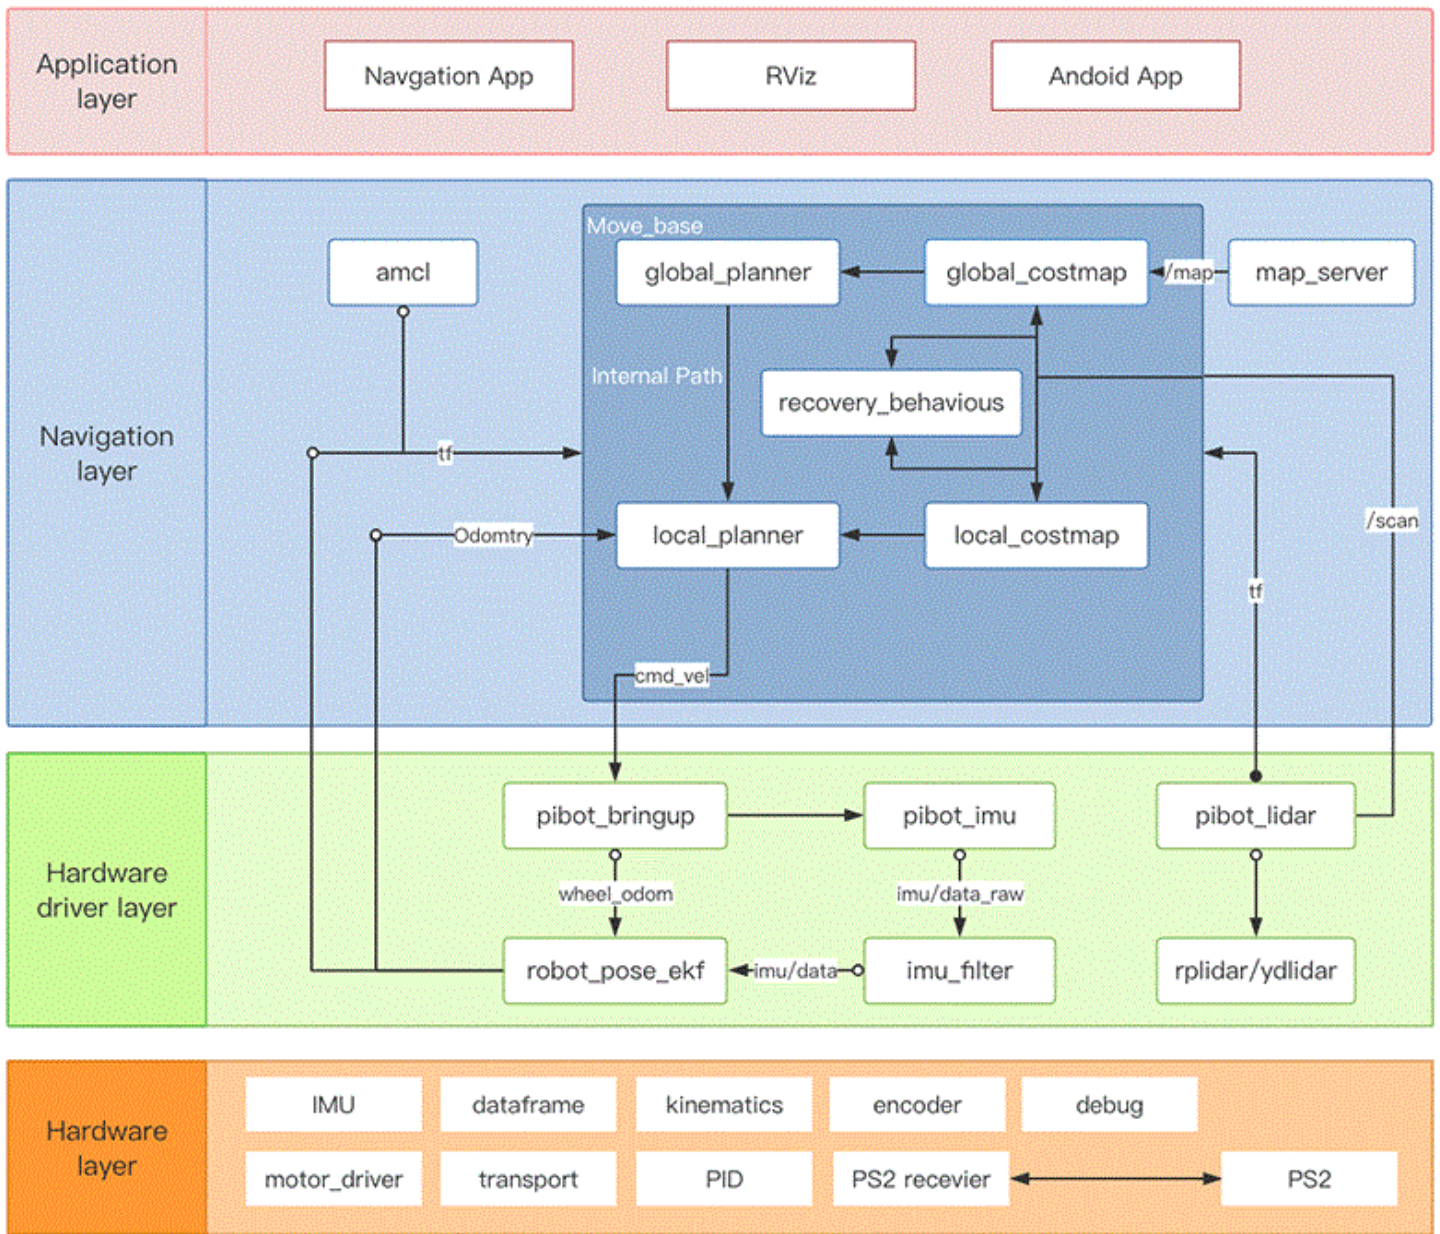 Application
layer
Navgation App
RViz
Andoid App
Navigation
layer
Move_base
amcl
global_planner
global_costmap
/map
map_server
Internal Path
recovery_behavious
tf
/scan
Odomtry
local_planner
local_costmap
tf
cmd_vel
Hardware
driver layer
pibot_bringup
pibot_imu
pibot_lidar
wheel_odom
imu/data_raw
robot_pose_ekf
imu/data
imu_filter
rplidar/ydlidar
Hardware
layer
IMU
dataframe
kinematics
encoder
debug
motor_driver
transport
PID
PS2 recevier
PS2